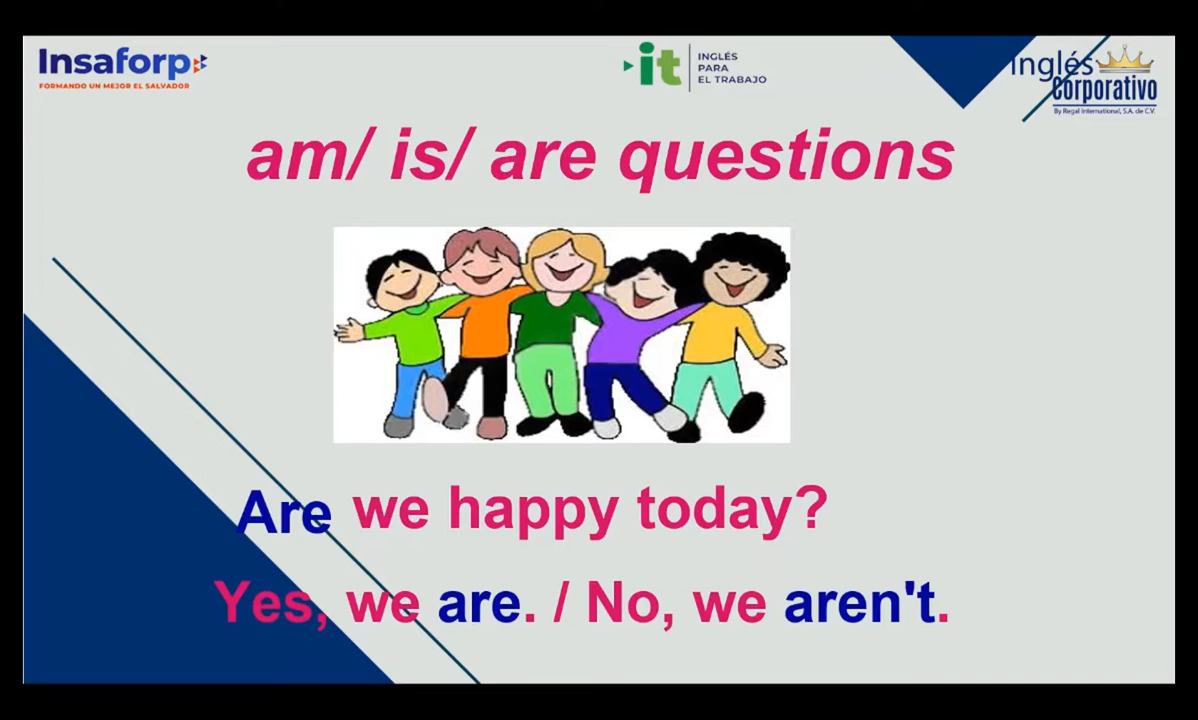 Insaforp
FORMANDO UN MEJOR EL SALVADOR
it
INGLÉS
PARA
EL TRABAJO
Inglés
Corporativo
By Regal International, S.A. de C.V.
am/ is/ are questions
Are we happy today?
Yes, we are. / No, we aren't.